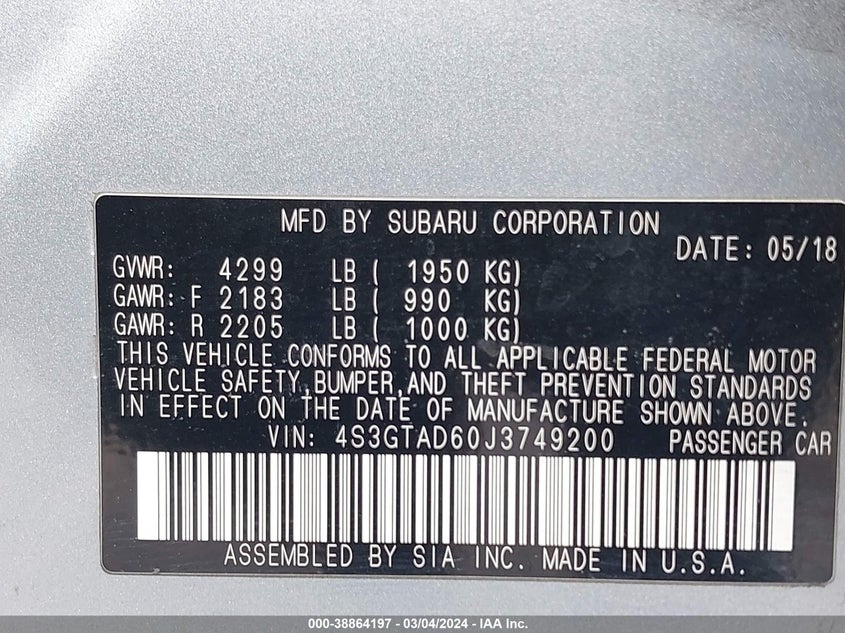 MFD BY SUBARU CORPORATION
DATE: 05/18
GVWR: 4299 LB ( 1950 KG)
GAWR: F 2183 LB ( 990 KG)
GAWR: R 2205 LB ( 1000 KG)
THIS VEHICLE CONFORMS TO ALL APPLICABLE FEDERAL MOTOR
VEHICLE SAFETY,BUMPER,AND THEFT PREVENTION STANDARDS
IN EFFECT ON THE DATE OF MANUFACTURE SHOWN ABOVE.
VIN: 4S3GTAD60J3749200 PASSENGER CAR
ASSEMBLED BY SIA INC. MADE IN U.S.A.
000-38864197 - 03/04/2024 - IAA Inc.